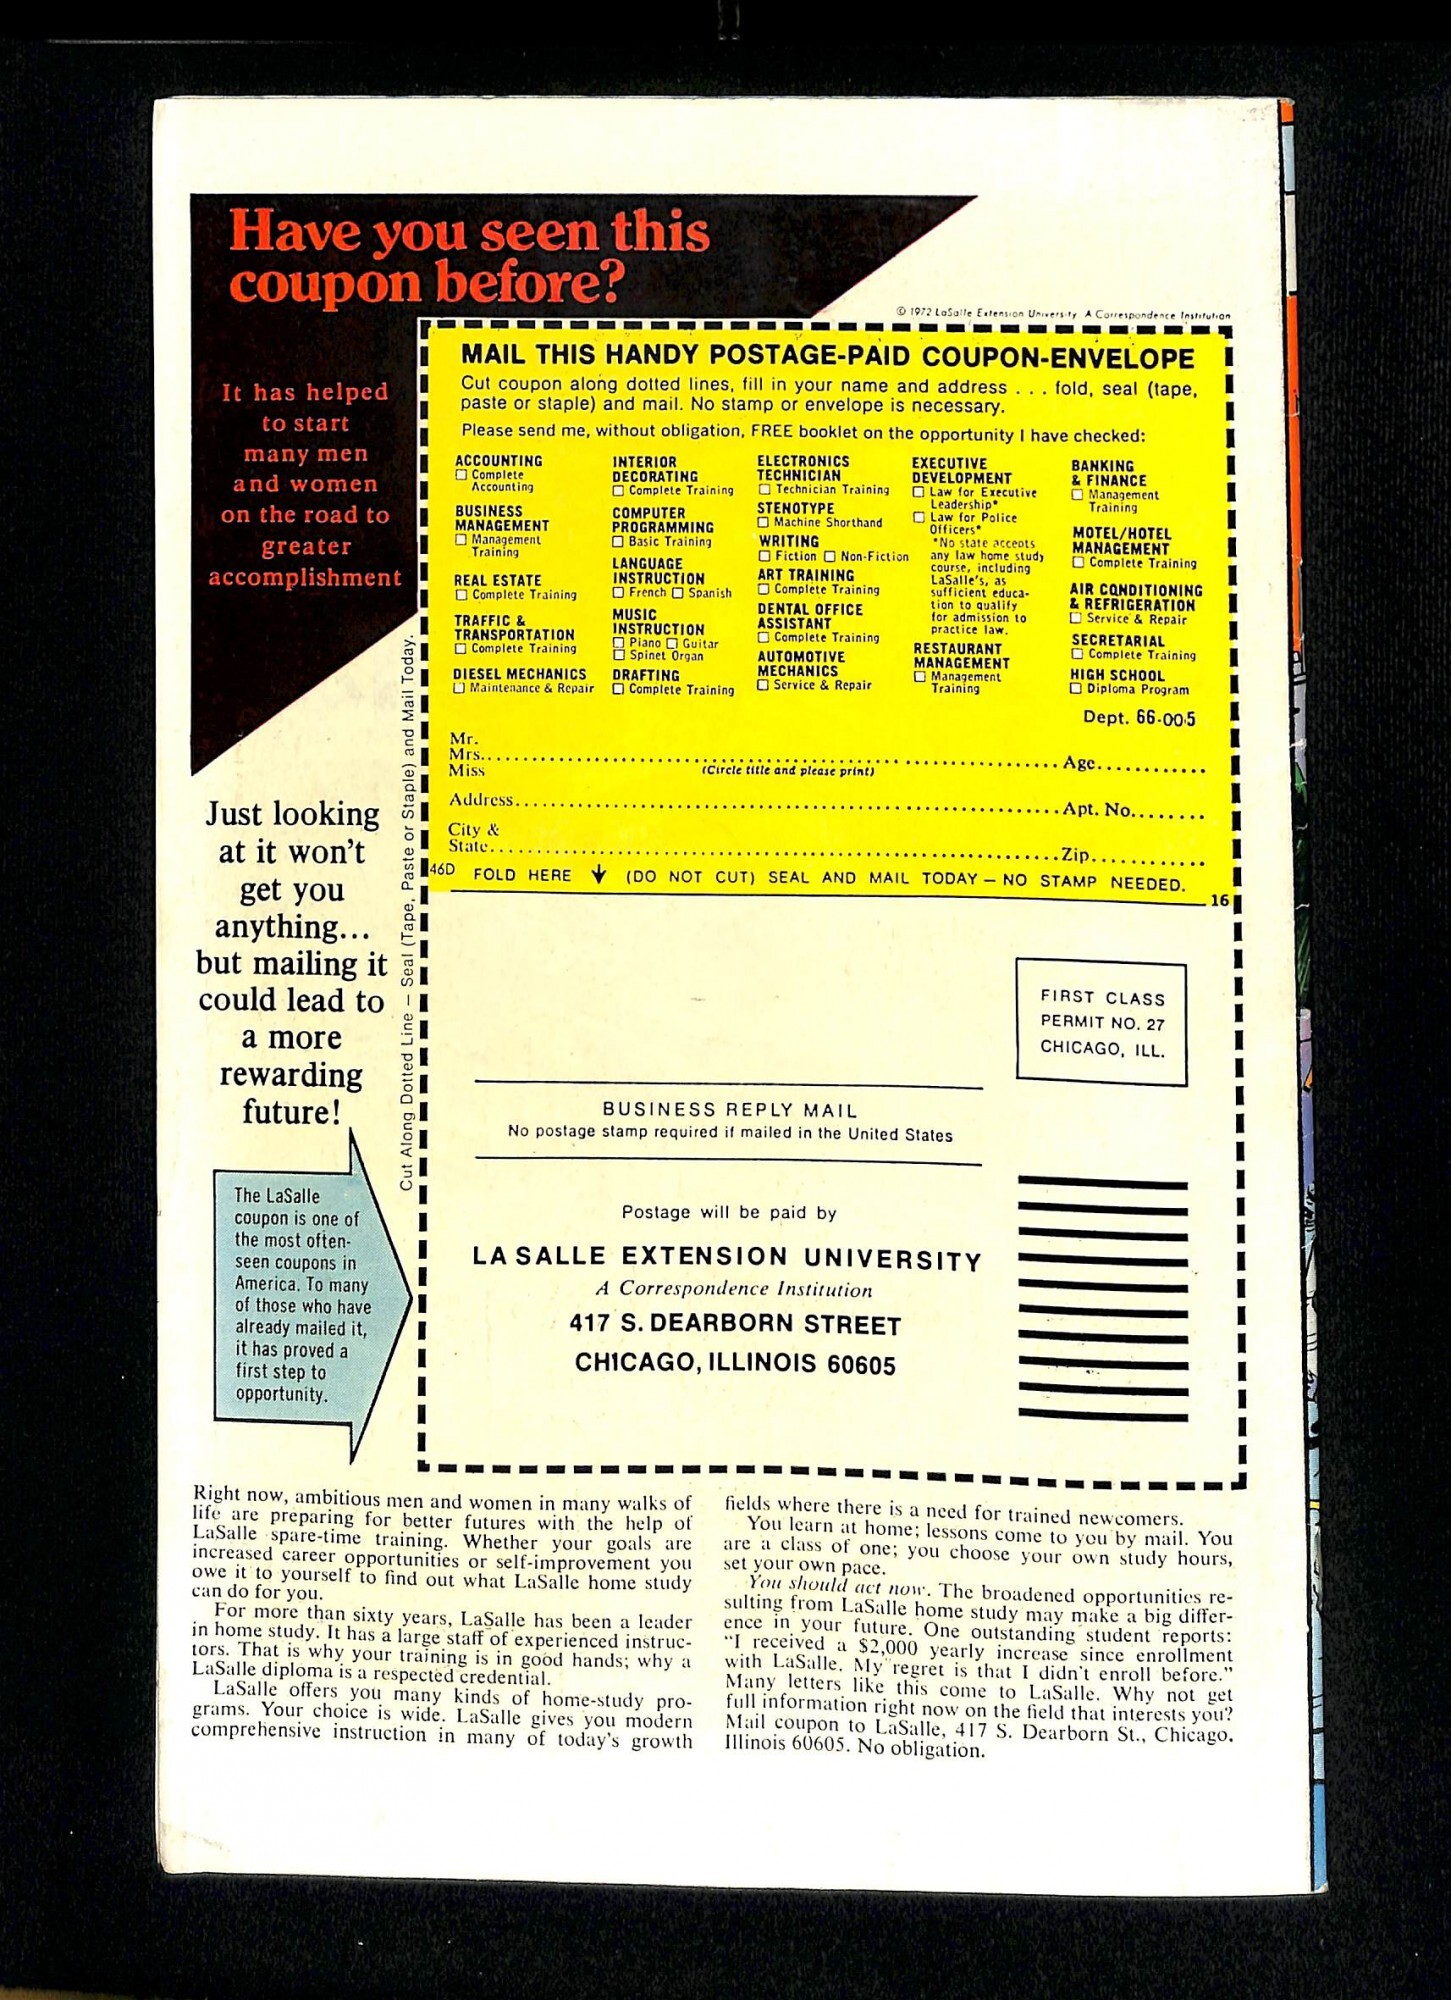 Have you seen this
coupon before?
© 1972 LaSalle Extension University A Correspondence Institution
It has helped
to start
many men
and women
on the road to
greater
accomplishment
MAIL THIS HANDY POSTAGE-PAID COUPON-ENVELOPE
Cut coupon along dotted lines, fill in your name and address . . . fold, seal (tape,
paste or staple) and mail. No stamp or envelope is necessary.
Please send me, without obligation, FREE booklet on the opportunity I have checked:
ACCOUNTING
☐ Complete
Accounting
BUSINESS
MANAGEMENT
☐ Management
Training
REAL ESTATE
☐ Complete Training
TRAFFIC &
TRANSPORTATION
☐ Complete Training
DIESEL MECHANICS
☐ Maintenance & Repair
INTERIOR
DECORATING
☐ Complete Training
COMPUTER
PROGRAMMING
☐ Basic Training
LANGUAGE
INSTRUCTION
☐ French ☐ Spanish
MUSIC
INSTRUCTION
☐ Piano ☐ Guitar
☐ Spinet Organ
DRAFTING
☐ Complete Training
ELECTRONICS
TECHNICIAN
☐ Technician Training
STENOTYPE
☐ Machine Shorthand
WRITING
☐ Fiction ☐ Non-Fiction
ART TRAINING
☐ Complete Training
DENTAL OFFICE
ASSISTANT
☐ Complete Training
AUTOMOTIVE
MECHANICS
☐ Service & Repair
EXECUTIVE
DEVELOPMENT
☐ Law for Executive
Leadership*
☐ Law for Police
Officers*
*No state accepts
any law home study
course, including
LaSalle's, as
sufficient educa-
tion to qualify
for admission to
practice law.
RESTAURANT
MANAGEMENT
☐ Management
Training
BANKING
& FINANCE
☐ Management
Training
MOTEL/HOTEL
MANAGEMENT
☐ Complete Training
AIR CONDITIONING
& REFRIGERATION
☐ Service & Repair
SECRETARIAL
☐ Complete Training
HIGH SCHOOL
☐ Diploma Program
Dept. 66-005
Mr.
Mrs. Age
Miss (Circle title and please print)
Address Apt. No.
City &
State Zip
46D FOLD HERE ↓ (DO NOT CUT) SEAL AND MAIL TODAY — NO STAMP NEEDED.
16
Cut Along Dotted Line — Seal (Tape, Paste or Staple) and Mail Today.
Just looking
at it won't
get you
anything...
but mailing it
could lead to
a more
rewarding
future!
The LaSalle
coupon is one of
the most often-
seen coupons in
America. To many
of those who have
already mailed it,
it has proved a
first step to
opportunity.
FIRST CLASS
PERMIT NO. 27
CHICAGO, ILL.
BUSINESS REPLY MAIL
No postage stamp required if mailed in the United States
Postage will be paid by
LA SALLE EXTENSION UNIVERSITY
A Correspondence Institution
417 S. DEARBORN STREET
CHICAGO, ILLINOIS 60605
Right now, ambitious men and women in many walks of
life are preparing for better futures with the help of
LaSalle spare-time training. Whether your goals are
increased career opportunities or self-improvement you
owe it to yourself to find out what LaSalle home study
can do for you.
For more than sixty years, LaSalle has been a leader
in home study. It has a large staff of experienced instruc-
tors. That is why your training is in good hands; why a
LaSalle diploma is a respected credential.
LaSalle offers you many kinds of home-study pro-
grams. Your choice is wide. LaSalle gives you modern
comprehensive instruction in many of today's growth
fields where there is a need for trained newcomers.
You learn at home; lessons come to you by mail. You
are a class of one; you choose your own study hours,
set your own pace.
You should act now. The broadened opportunities re-
sulting from LaSalle home study may make a big differ-
ence in your future. One outstanding student reports:
"I received a $2,000 yearly increase since enrollment
with LaSalle. My regret is that I didn't enroll before."
Many letters like this come to LaSalle. Why not get
full information right now on the field that interests you?
Mail coupon to LaSalle, 417 S. Dearborn St., Chicago,
Illinois 60605. No obligation.